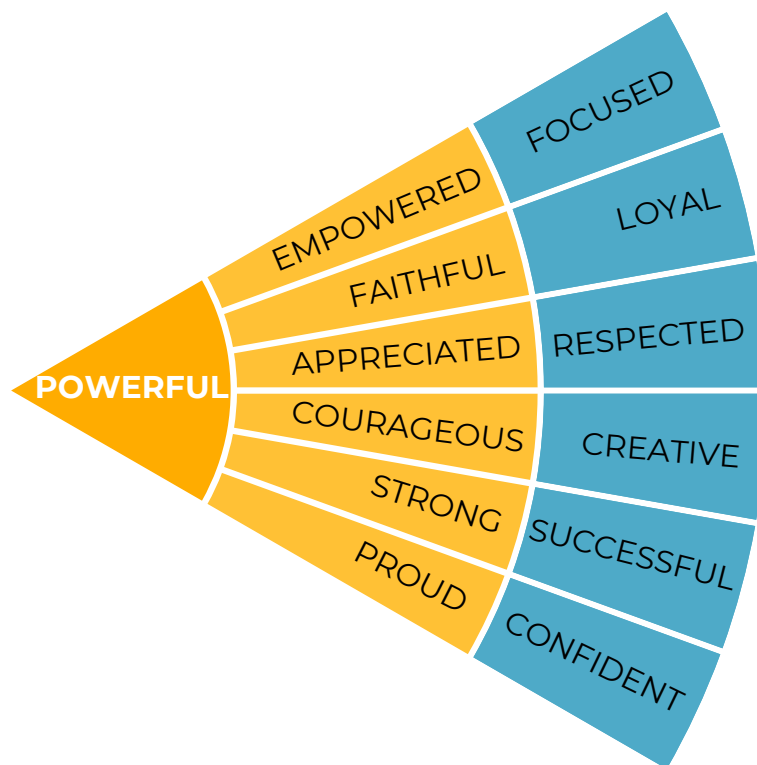 POWERFUL
EMPOWERED
FAITHFUL
APPRECIATED
COURAGEOUS
STRONG
PROUD
FOCUSED
LOYAL
RESPECTED
CREATIVE
SUCCESSFUL
CONFIDENT